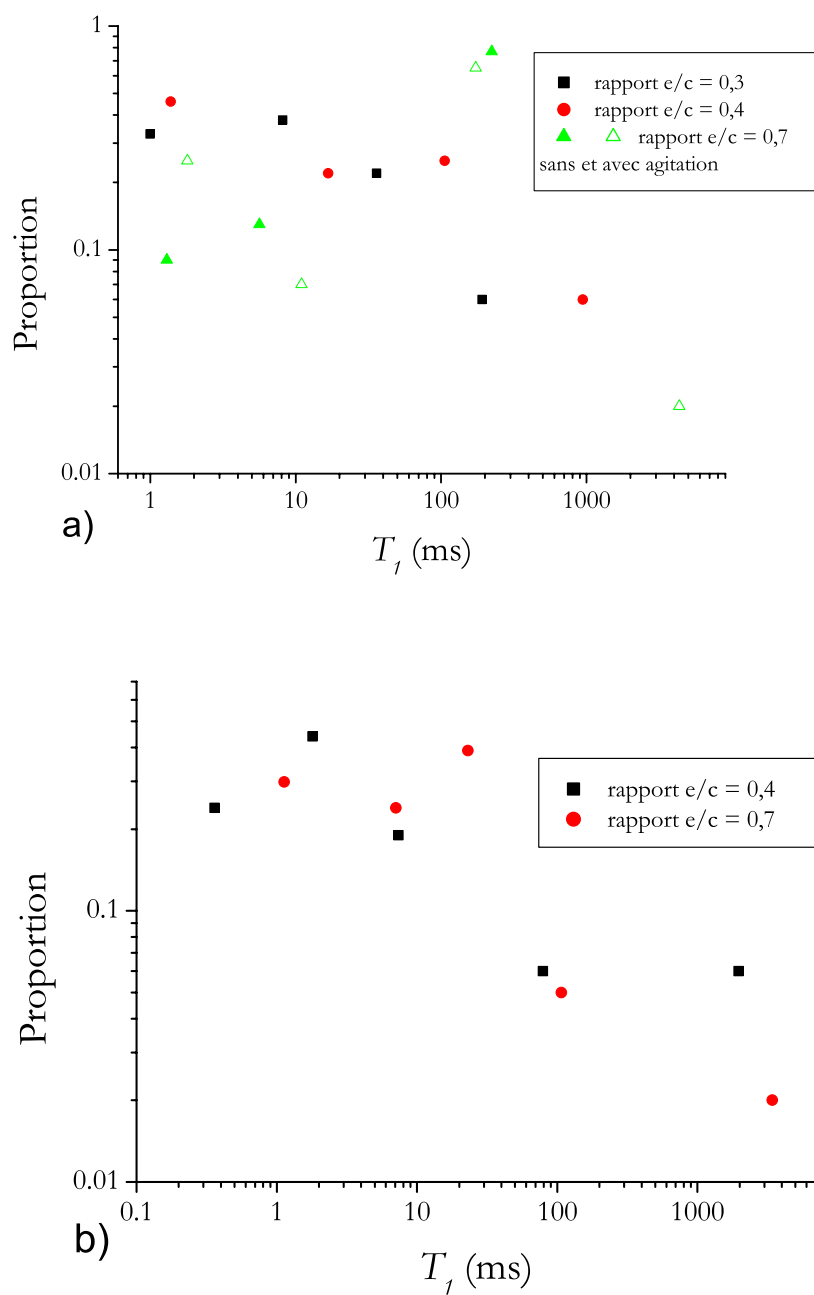 1
rapport e/c = 0,3
rapport e/c = 0,4
rapport e/c = 0,7
sans et avec agitation
Proportion
0.1
0.01
1
10
100
1000
a)
T1 (ms)
rapport e/c = 0,4
rapport e/c = 0,7
Proportion
0.1
0.01
0.1
1
10
100
1000
b)
T1 (ms)